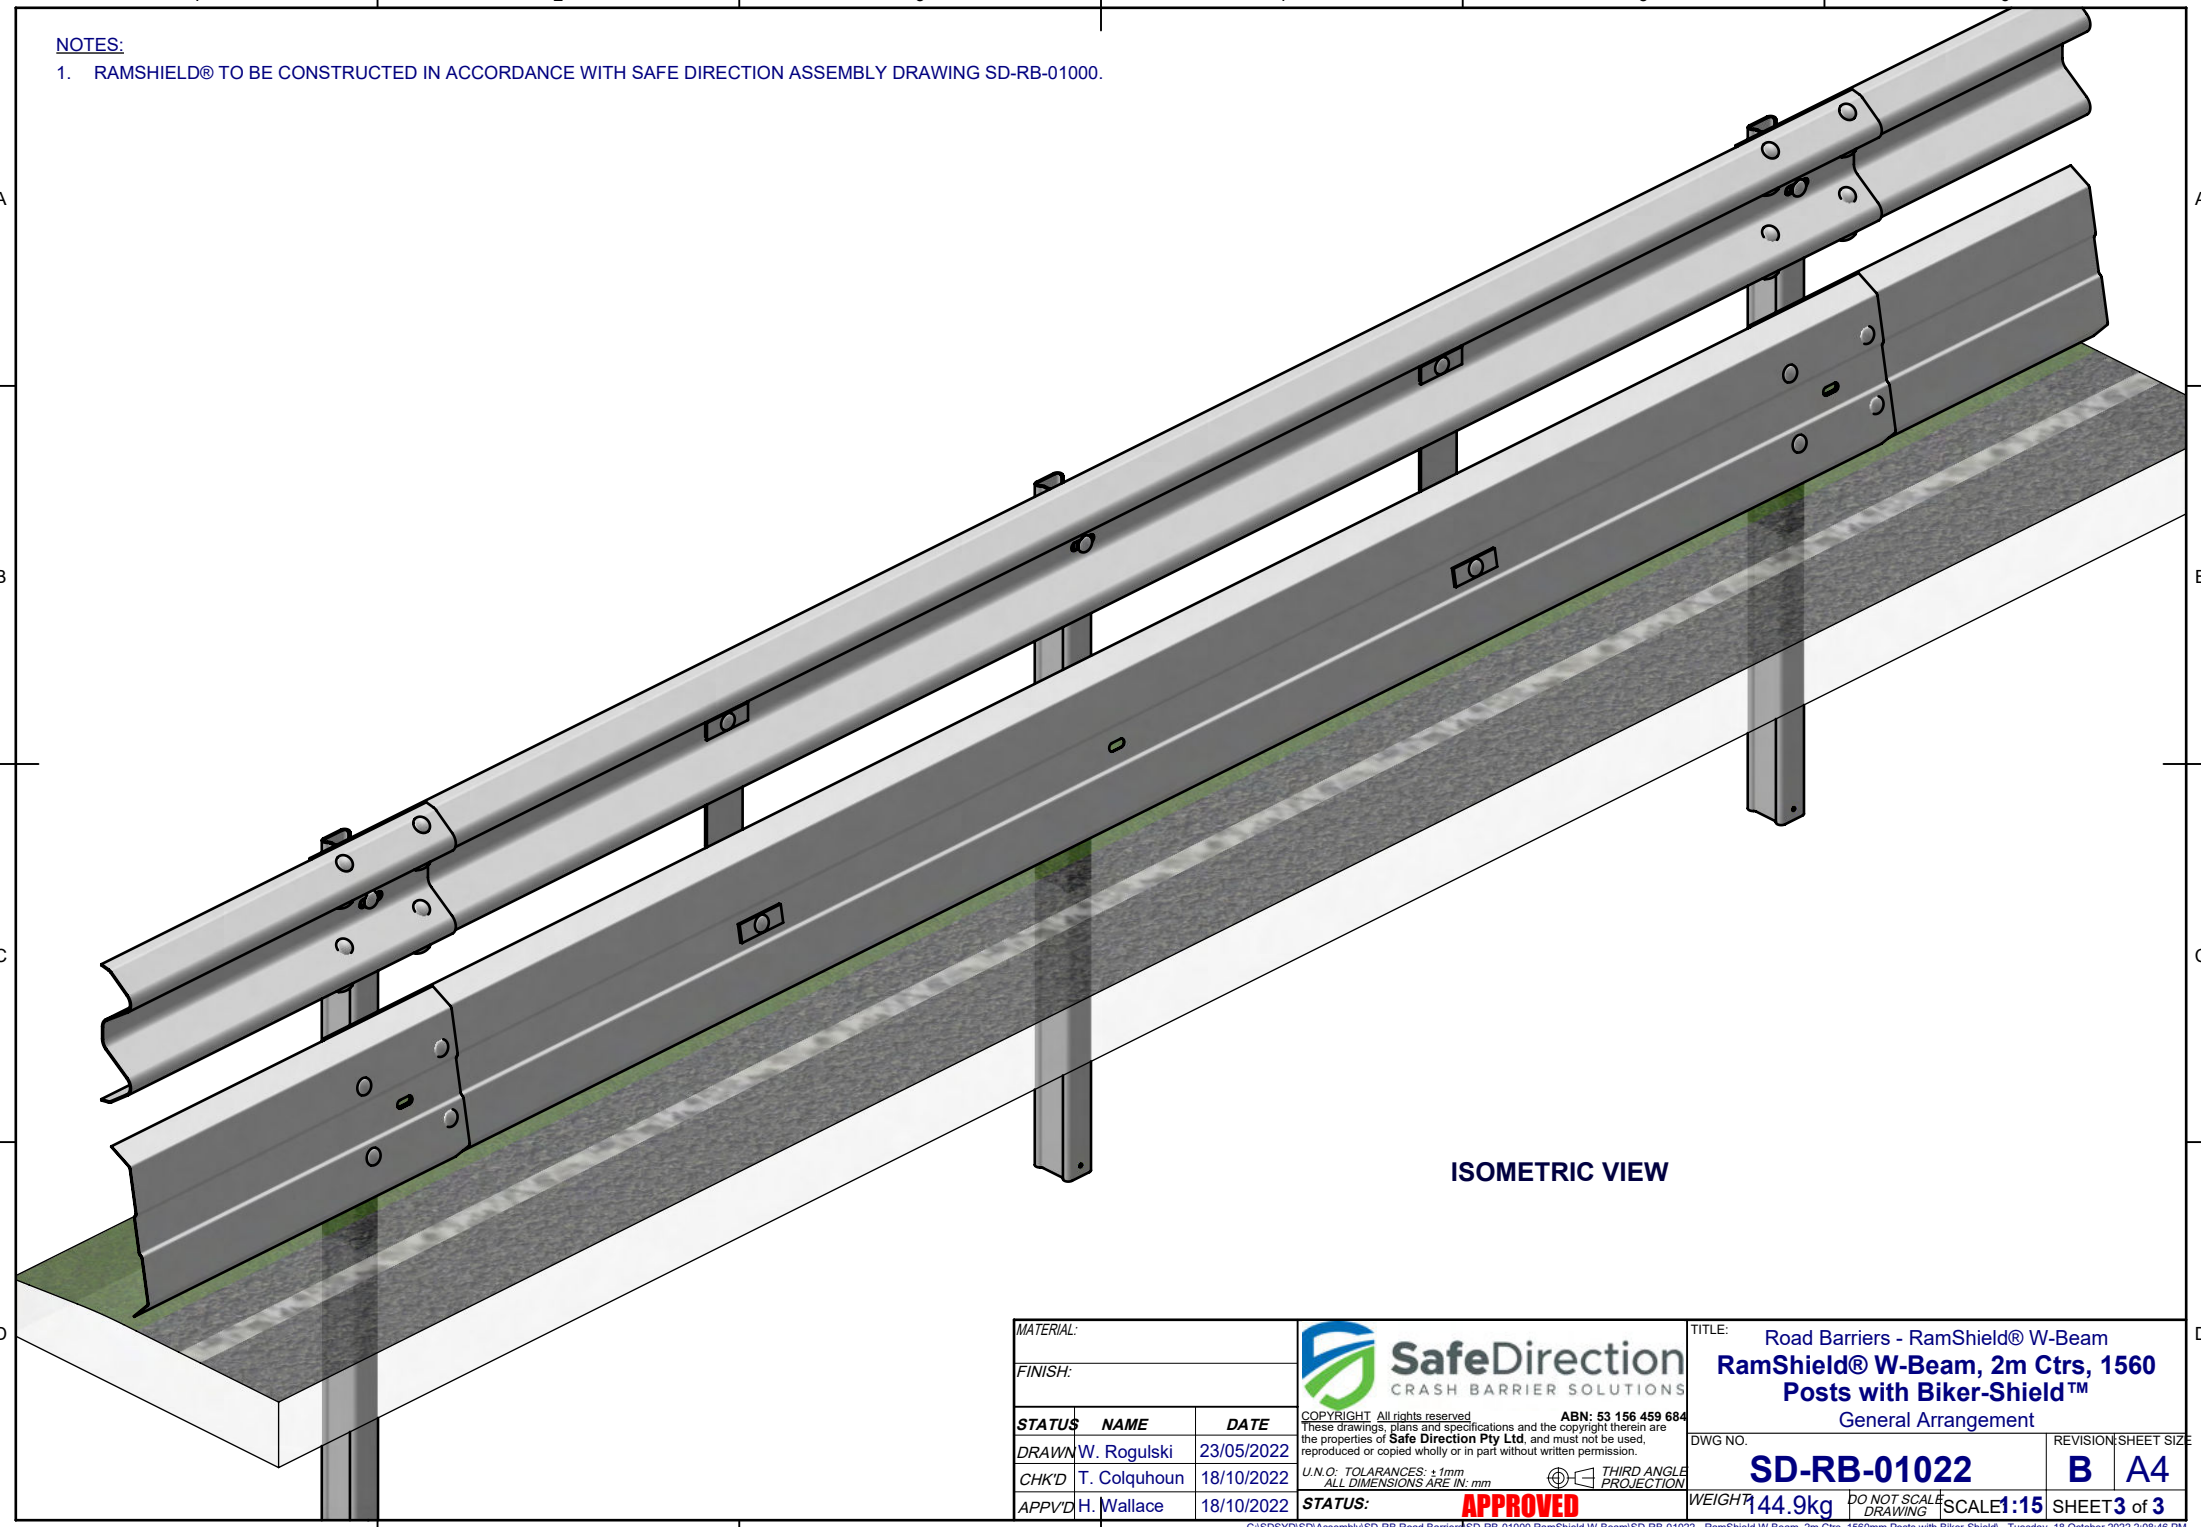 NOTES:
1. RAMSHIELD® TO BE CONSTRUCTED IN ACCORDANCE WITH SAFE DIRECTION ASSEMBLY DRAWING SD-RB-01000.
A
A
B
B
C
C
D
D
ISOMETRIC VIEW
MATERIAL:
FINISH:
STATUS NAME DATE
DRAWN W. Rogulski 23/05/2022
CHK'D T. Colquhoun 18/10/2022
APPV'D H. Wallace 18/10/2022
SafeDirection
CRASH BARRIER SOLUTIONS
COPYRIGHT All rights reserved ABN: 53 156 459 684
These drawings, plans and specifications and the copyright therein are
the properties of Safe Direction Pty Ltd, and must not be used,
reproduced or copied wholly or in part without written permission.
U.N.O: TOLARANCES: ±1mm
ALL DIMENSIONS ARE IN: mm
THIRD ANGLE
PROJECTION
STATUS: APPROVED
TITLE: Road Barriers - RamShield® W-Beam
RamShield® W-Beam, 2m Ctrs, 1560
Posts with Biker-Shield™
General Arrangement
DWG NO. REVISION: SHEET SIZE
SD-RB-01022 B A4
WEIGHT: 144.9kg DO NOT SCALE DRAWING SCALE 1:15 SHEET 3 of 3